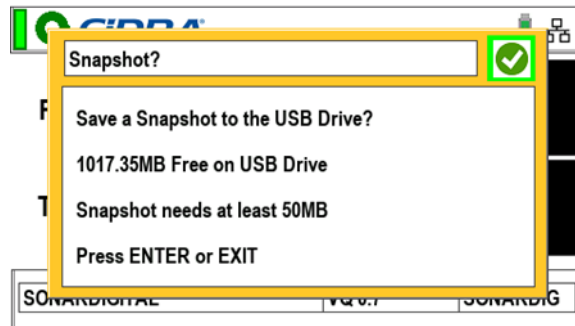 CiDRA
Snapshot?
Save a Snapshot to the USB Drive?
1017.35MB Free on USB Drive
Snapshot needs at least 50MB
Press ENTER or EXIT